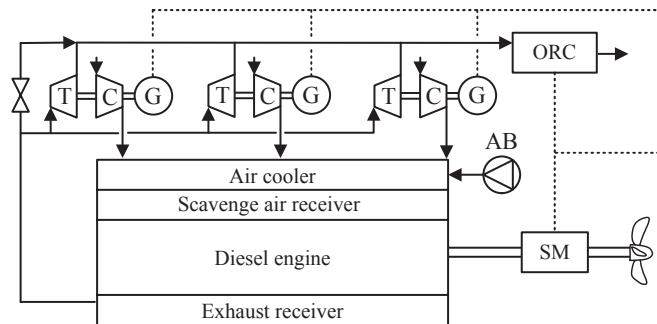 ORC
T C G T C G T C G
AB
Air cooler
Scavenge air receiver
Diesel engine
SM
Exhaust receiver